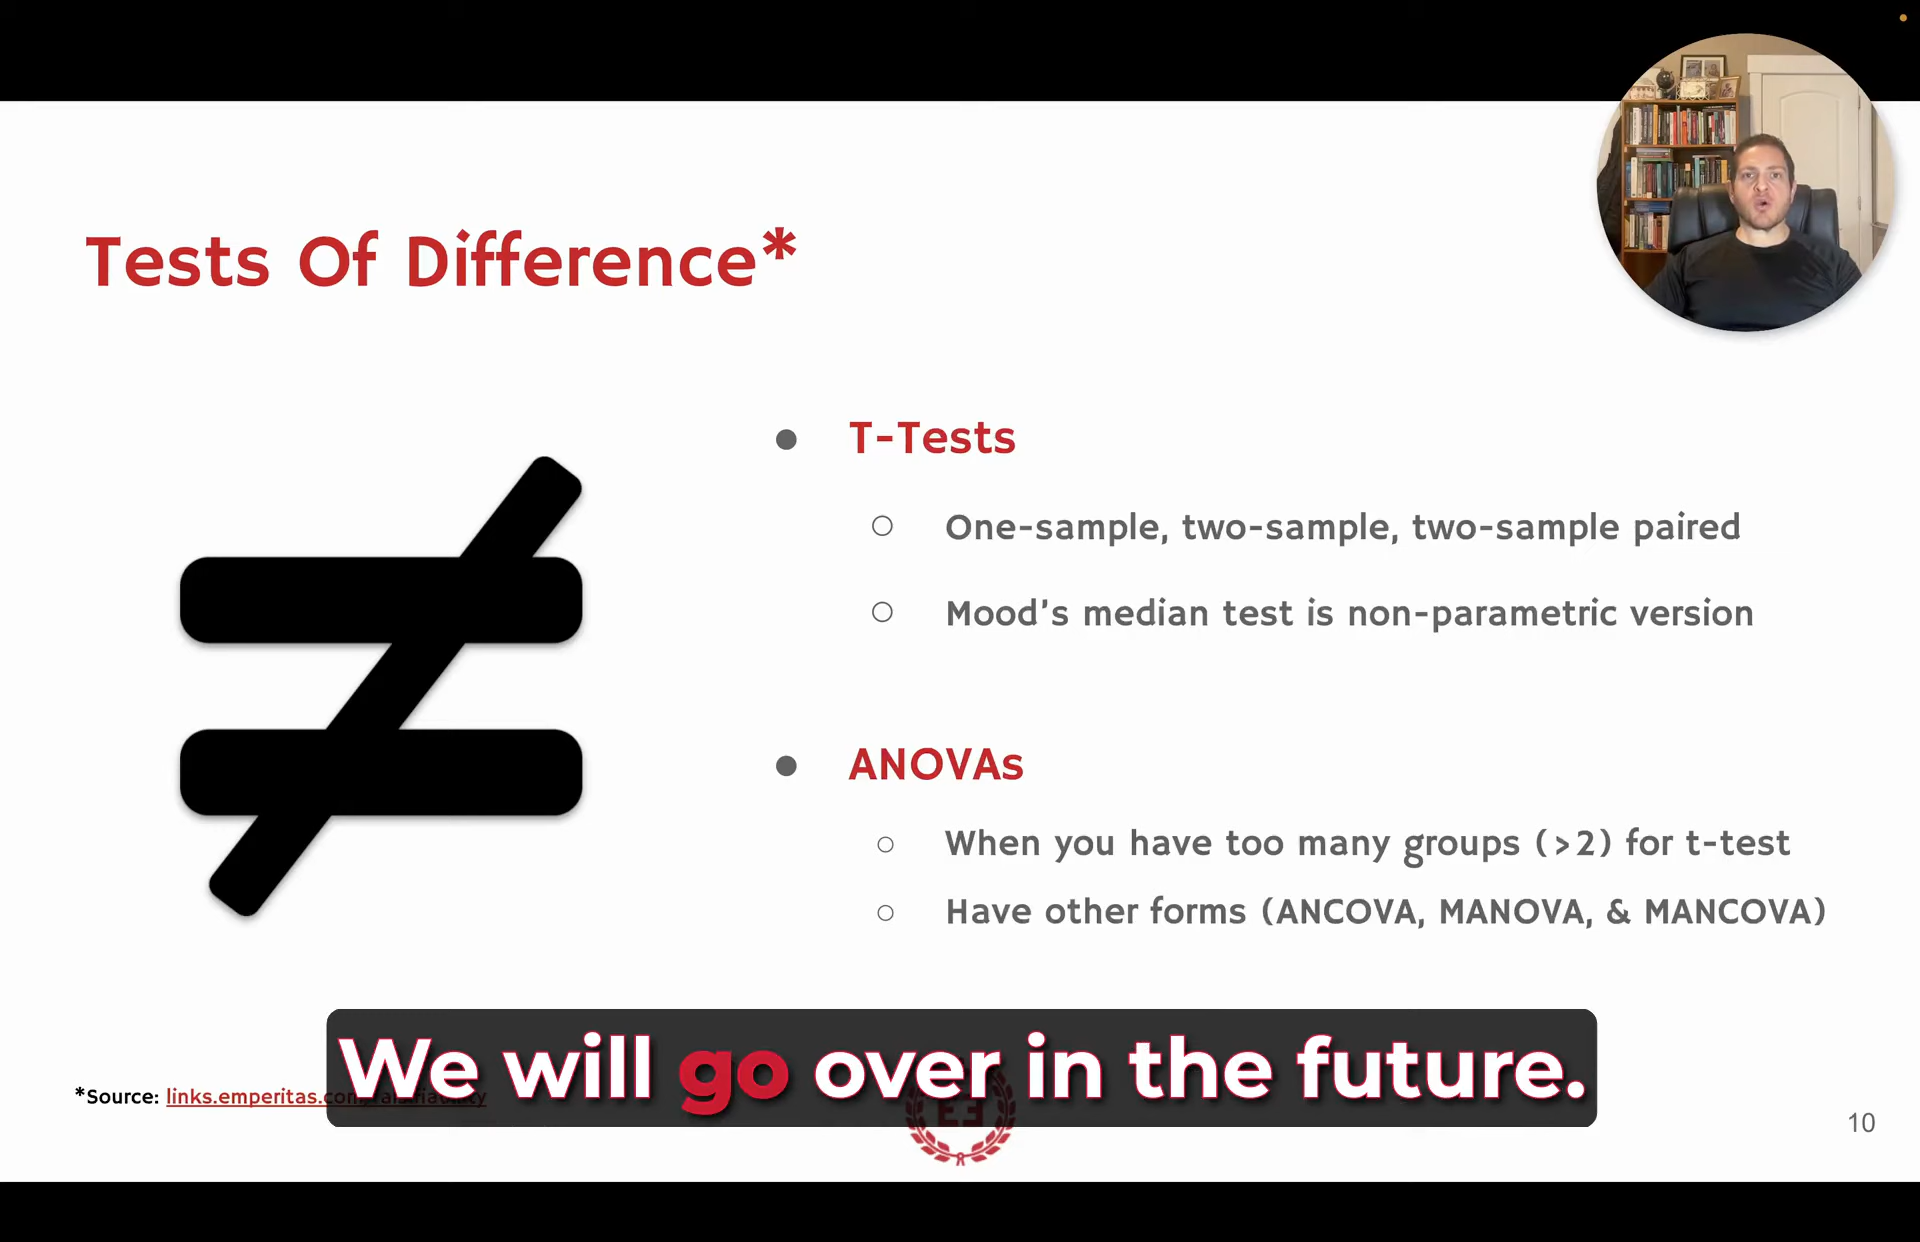 Tests Of Difference*
● T-Tests
○ One-sample, two-sample, two-sample paired
○ Mood's median test is non-parametric version
● ANOVAs
○ When you have too many groups (>2) for t-test
○ Have other forms (ANCOVA, MANOVA, & MANCOVA)
We will go over in the future.
*Source: links.emperitas.com/
10